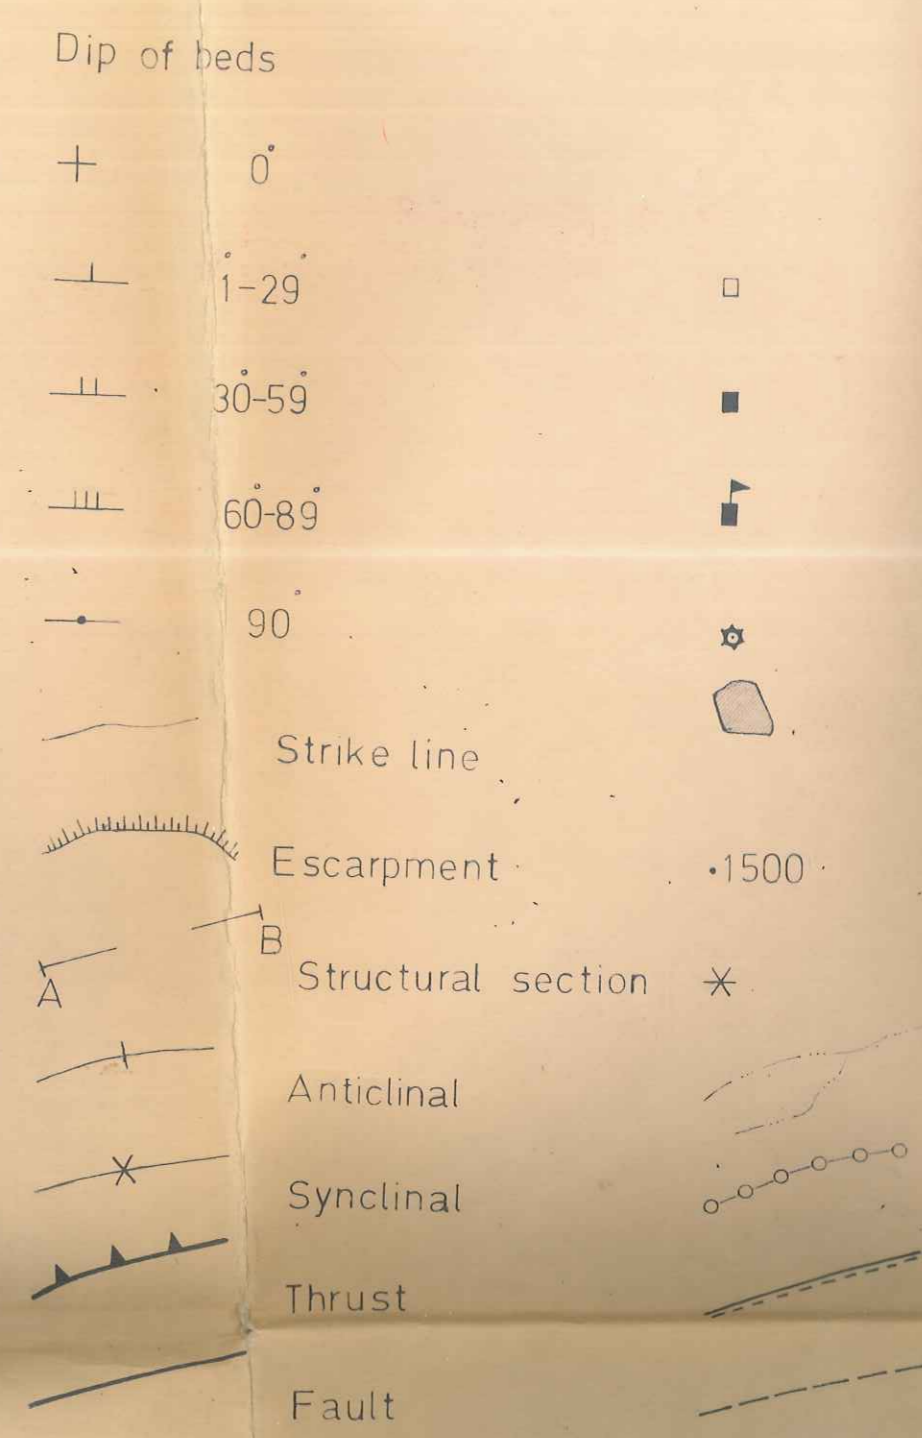 Dip of beds
0°
1°-29°
30°-59°
60°-89°
90°
Strike line
Escarpment
•1500
B
A
Structural section
Anticlinal
Synclinal
Thrust
Fault